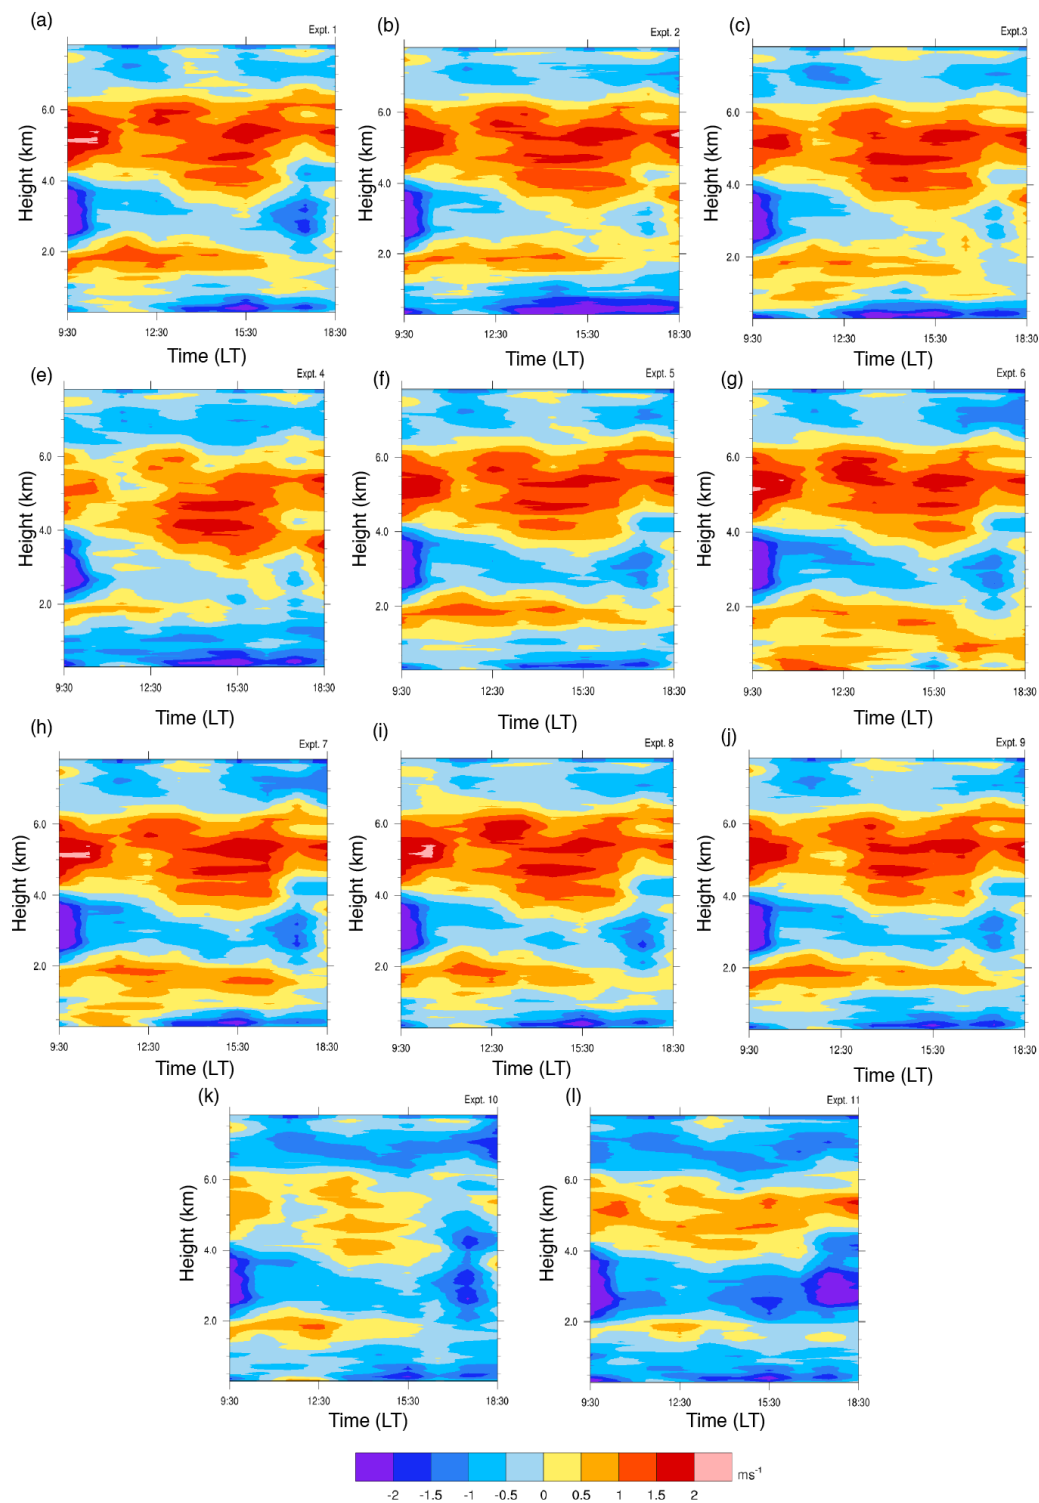 (a) Expt. 1 (b) Expt. 2 (c) Expt.3
Height (km) 6.0 4.0 2.0 Height (km) 6.0 4.0 2.0 Height (km) 6.0 4.0 2.0
9:30 12:30 15:30 18:30 9:30 12:30 15:30 18:30 9:30 12:30 15:30 18:30
Time (LT) Time (LT) Time (LT)
(e) Expt. 4 (f) Expt. 5 (g) Expt. 6
Height (km) 6.0 4.0 2.0 Height (km) 6.0 4.0 2.0 Height (km) 6.0 4.0 2.0
9:30 12:30 15:30 18:30 9:30 12:30 15:30 18:30 9:30 12:30 15:30 18:30
Time (LT) Time (LT) Time (LT)
(h) Expt. 7 (i) Expt. 8 (j) Expt. 9
Height (km) 6.0 4.0 2.0 Height (km) 6.0 4.0 2.0 Height (km) 6.0 4.0 2.0
9:30 12:30 15:30 18:30 9:30 12:30 15:30 18:30 9:30 12:30 15:30 18:30
Time (LT) Time (LT) Time (LT)
(k) Expt. 10 (l) Expt. 11
Height (km) 6.0 4.0 2.0 Height (km) 6.0 4.0 2.0
9:30 12:30 15:30 18:30 9:30 12:30 15:30 18:30
Time (LT) Time (LT)
-2 -1.5 -1 -0.5 0 0.5 1 1.5 2 ms⁻¹